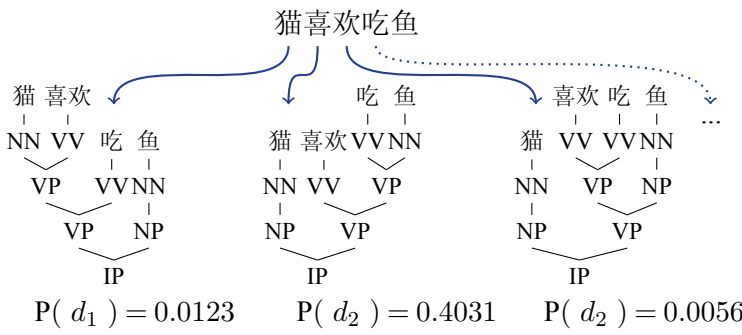 猫喜欢吃鱼
猫 喜欢 吃 鱼 喜欢 吃 鱼
NN VV 吃 鱼 猫 喜欢 VV NN 猫 VV VV NN ...
VP VV NN NN VV VP NN VP NP
VP NP NP VP NP VP
IP IP IP
P( d1 ) = 0.0123 P( d2 ) = 0.4031 P( d2 ) = 0.0056